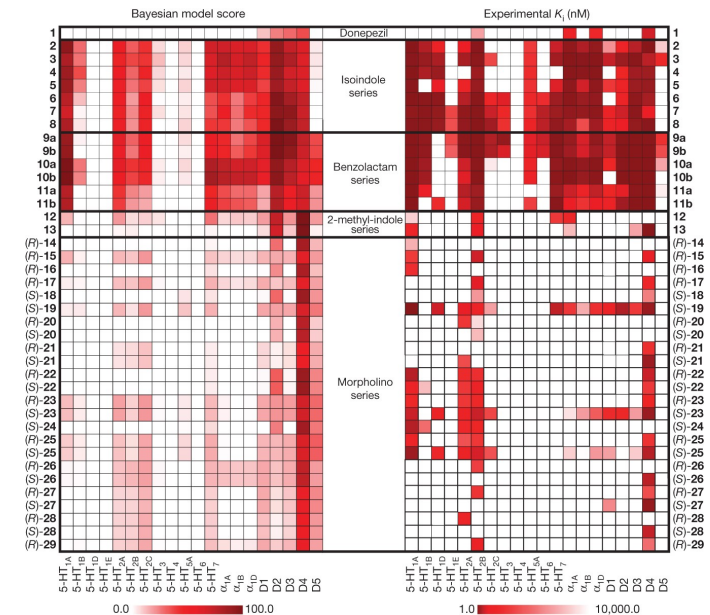 Bayesian model score
Experimental Ki (nM)
1 Donepezil 1
2 2
3 3
4 4
5 Isoindole 5
6 series 6
7 7
8 8
9a 9a
9b 9b
10a Benzolactam 10a
10b series 10b
11a 11a
11b 11b
12 2-methyl-indole 12
13 series 13
(R)-14 (R)-14
(R)-15 (R)-15
(R)-16 (R)-16
(R)-17 (R)-17
(S)-18 (S)-18
(S)-19 (S)-19
(R)-20 (R)-20
(S)-20 (S)-20
(R)-21 (R)-21
(S)-21 (S)-21
(R)-22 Morpholino (R)-22
(S)-22 series (S)-22
(R)-23 (R)-23
(S)-23 (S)-23
(S)-24 (S)-24
(R)-25 (R)-25
(S)-25 (S)-25
(R)-26 (R)-26
(S)-26 (S)-26
(R)-27 (R)-27
(S)-27 (S)-27
(R)-28 (R)-28
(S)-28 (S)-28
(R)-29 (R)-29
5-HT1A 5-HT1B 5-HT1D 5-HT1E 5-HT2A 5-HT2B 5-HT2C 5-HT3 5-HT4 5-HT5A 5-HT6 5-HT7 α1A α1B α1D D1 D2 D3 D4 D5
5-HT1A 5-HT1B 5-HT1D 5-HT1E 5-HT2A 5-HT2B 5-HT2C 5-HT3 5-HT4 5-HT5A 5-HT6 5-HT7 α1A α1B α1D D1 D2 D3 D4 D5
0.0 100.0
1.0 10,000.0